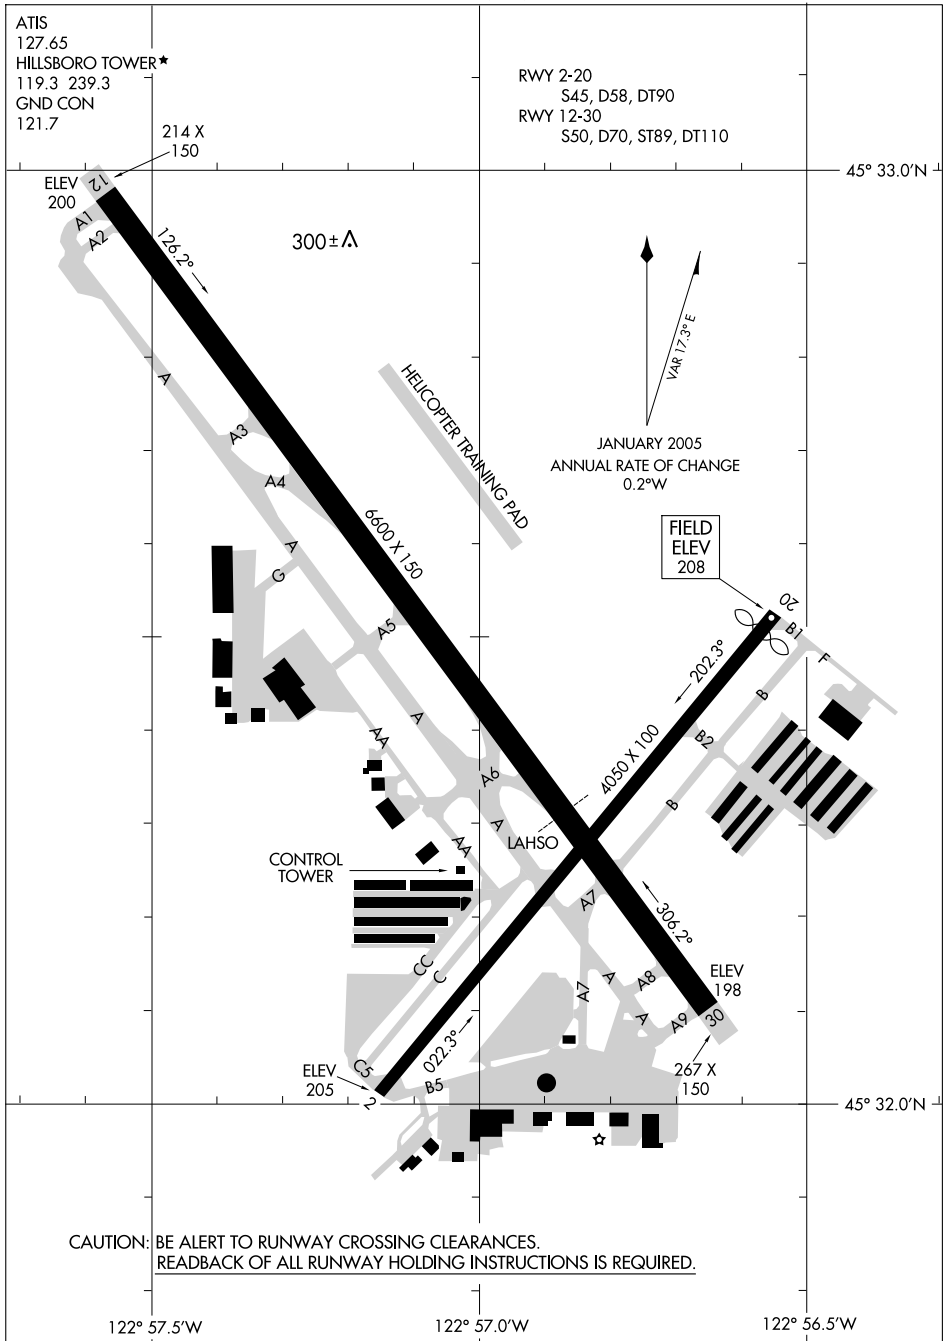 ATIS
127.65
HILLSBORO TOWER★
119.3 239.3
GND CON
121.7
RWY 2-20
S45, D58, DT90
RWY 12-30
S50, D70, ST89, DT110
214 X
150
45° 33.0'N
ELEV
200
12
A1
A2
126.2°
300±
VAR 17.3° E
JANUARY 2005
ANNUAL RATE OF CHANGE
0.2°W
A
HELICOPTER TRAINING PAD
A3
A4
6600 X 150
FIELD
ELEV
208
A
G
20
B1
F
A5
202.3°
B
A
AA
B2
4050 X 100
A6
B
A
LAHSO
AA
CONTROL
TOWER
A7
306.2°
CC
C
A
A8
ELEV
198
A7
A
A9
30
022.3°
C5
B5
ELEV
205
2
267 X
150
45° 32.0'N
CAUTION: BE ALERT TO RUNWAY CROSSING CLEARANCES.
READBACK OF ALL RUNWAY HOLDING INSTRUCTIONS IS REQUIRED.
122° 57.5'W
122° 57.0'W
122° 56.5'W